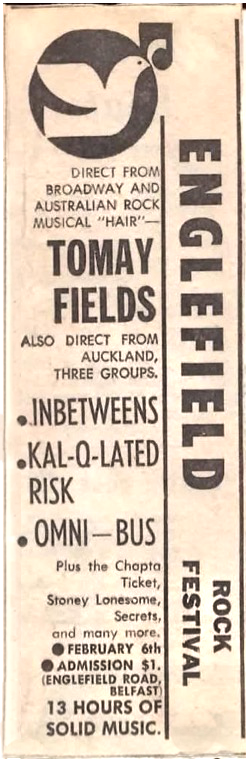 DIRECT FROM
BROADWAY AND
AUSTRALIAN ROCK
MUSICAL "HAIR"—
TOMAY
FIELDS
ALSO DIRECT FROM
AUCKLAND,
THREE GROUPS.
•INBETWEENS
•KAL-Q-LATED
RISK
• OMNI—BUS
Plus the Chapta
Ticket,
Stoney Lonesome,
Secrets,
and many more.
● FEBRUARY 6th
● ADMISSION $1.
(ENGLEFIELD ROAD,
BELFAST)
13 HOURS OF
SOLID MUSIC.
ENGLEFIELD
ROCK
FESTIVAL